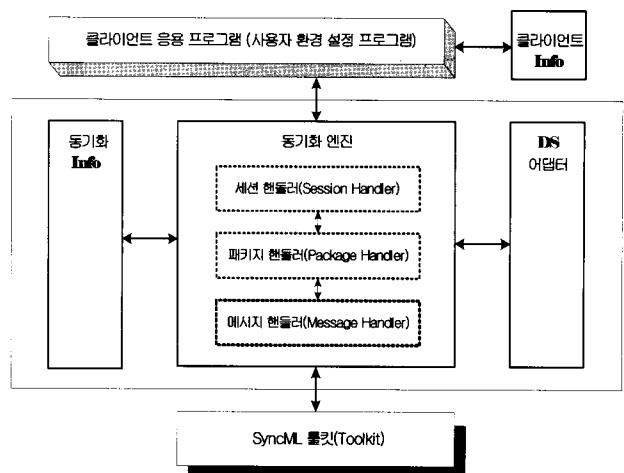 클라이언트 응용 프로그램 (사용자 환경 설정 프로그램)
클라이언트
Info
동기화
Info
동기화 엔진
DS
어댑터
세션 핸들러(Session Handler)
패키지 핸들러(Package Handler)
메시지 핸들러(Message Handler)
SyncML 툴킷(Toolkit)